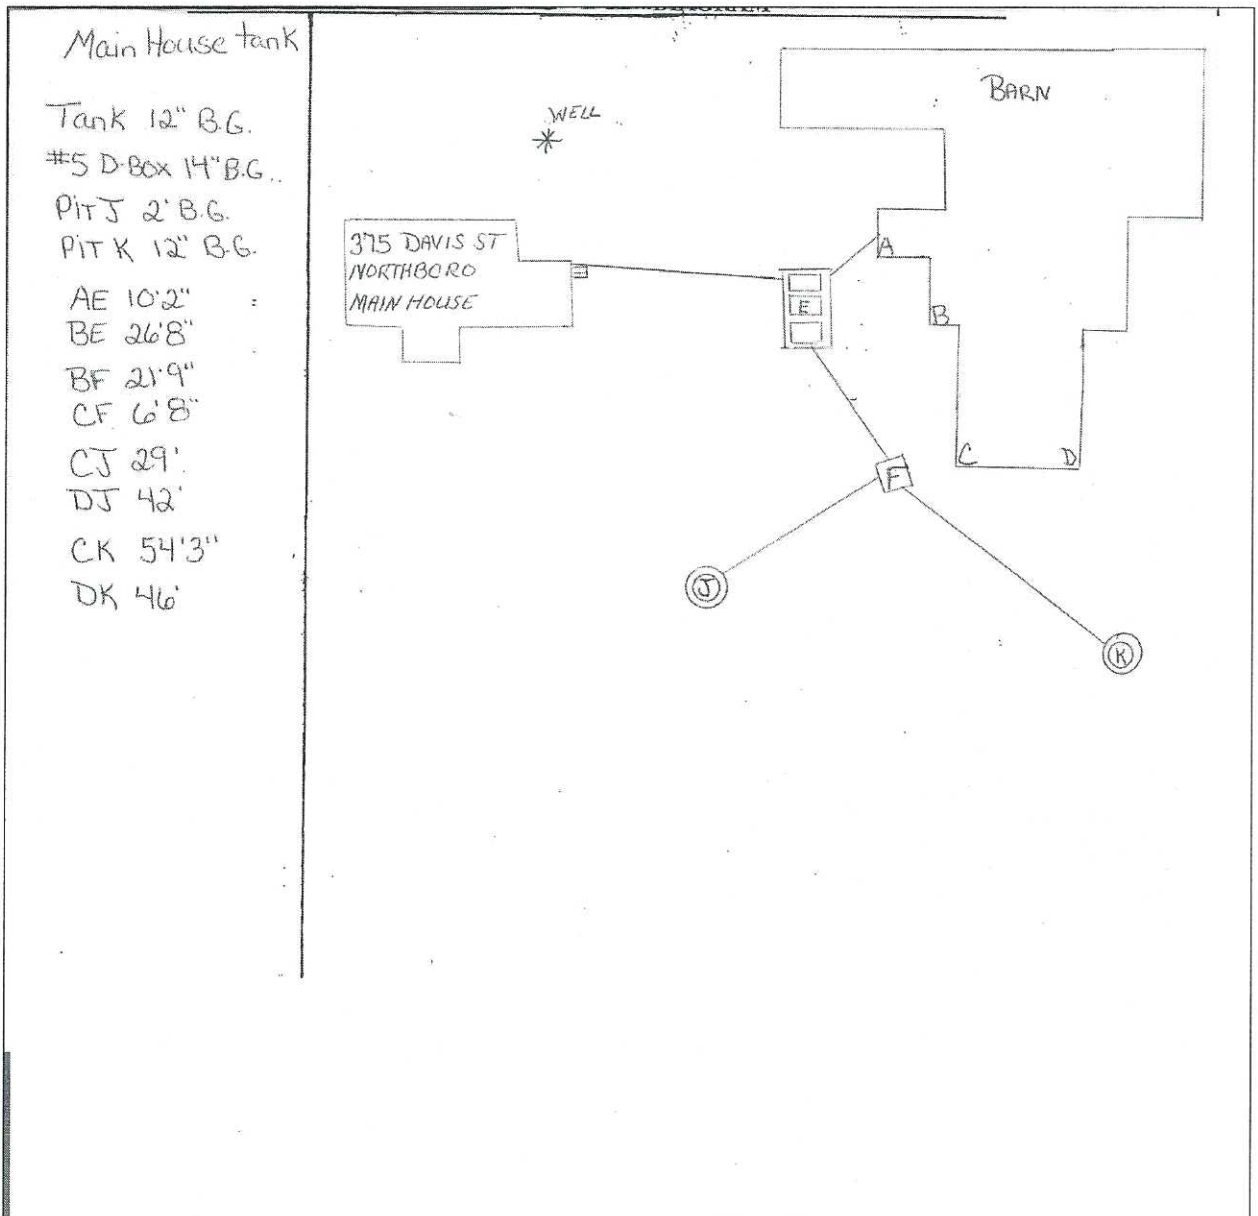 Main House tank
Tank 12" B.G.
#5 D-Box 14" B.G.
Pit J 2' B.G.
Pit K 12" B.G.
AE 10'2"
BE 26'8"
BF 21'9"
CF 6'8"
CJ 29'
DJ 42'
CK 54'3"
DK 46'
WELL
BARN
375 DAVIS ST
NORTHBORO
MAIN HOUSE
A
E
B
C
D
F
J
K